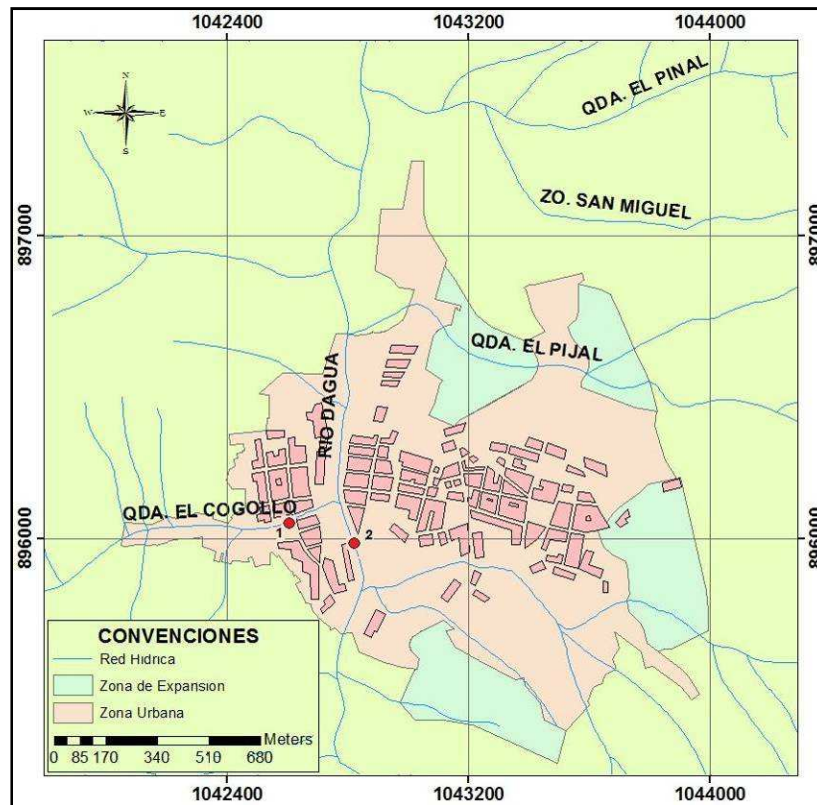 1042400 1043200 1044000
N
W E
S
QDA. EL PINAL
ZO. SAN MIGUEL
897000 897000
QDA. EL PIJAL
RIO DAGUA
QDA. EL COGOLLO
1
2
896000 896000
CONVENCIONES
Red Hidrica
Zona de Expansion
Zona Urbana
Meters
0 85 170 340 510 680
1042400 1043200 1044000